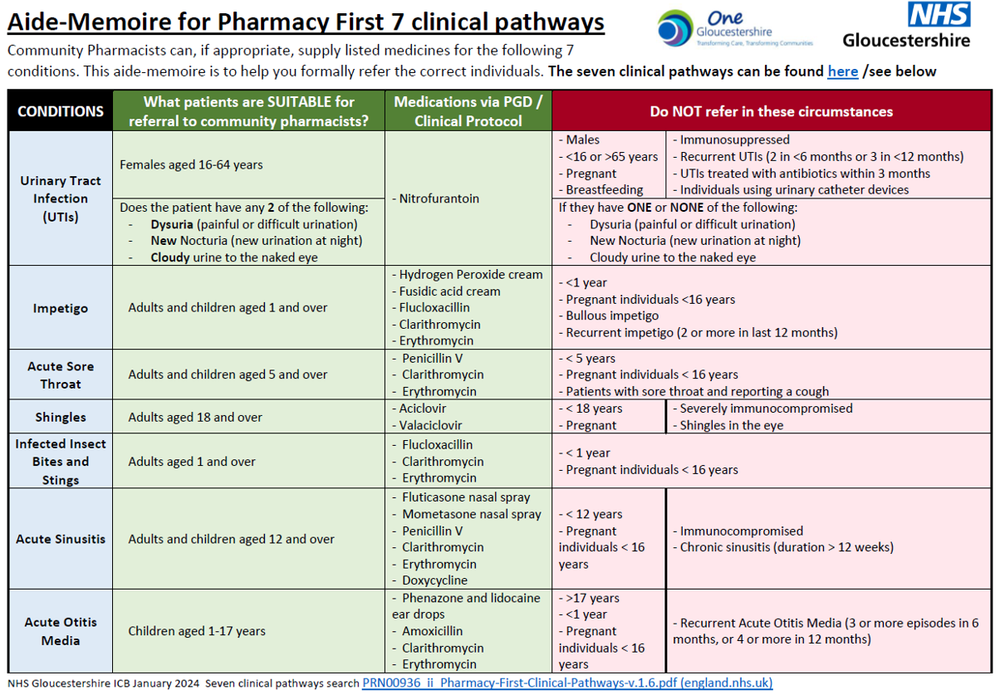 Aide-Memoire for Pharmacy First 7 clinical pathways
One
Gloucestershire
Transforming Care, Transforming Communities
NHS
Gloucestershire
Community Pharmacists can, if appropriate, supply listed medicines for the following 7
conditions. This aide-memoire is to help you formally refer the correct individuals. The seven clinical pathways can be found here /see below
CONDITIONS
What patients are SUITABLE for
referral to community pharmacists?
Medications via PGD /
Clinical Protocol
Do NOT refer in these circumstances
Urinary Tract
Infection
(UTIs)
Females aged 16-64 years
Does the patient have any 2 of the following:
- Dysuria (painful or difficult urination)
- New Nocturia (new urination at night)
- Cloudy urine to the naked eye
- Nitrofurantoin
- Males
- <16 or >65 years
- Pregnant
- Breastfeeding
- Immunosuppressed
- Recurrent UTIs (2 in <6 months or 3 in <12 months)
- UTIs treated with antibiotics within 3 months
- Individuals using urinary catheter devices
If they have ONE or NONE of the following:
- Dysuria (painful or difficult urination)
- New Nocturia (new urination at night)
- Cloudy urine to the naked eye
Impetigo
Adults and children aged 1 and over
- Hydrogen Peroxide cream
- Fusidic acid cream
- Flucloxacillin
- Clarithromycin
- Erythromycin
- <1 year
- Pregnant individuals <16 years
- Bullous impetigo
- Recurrent impetigo (2 or more in last 12 months)
Acute Sore
Throat
Adults and children aged 5 and over
- Penicillin V
- Clarithromycin
- Erythromycin
- < 5 years
- Pregnant individuals < 16 years
- Patients with sore throat and reporting a cough
Shingles
Adults aged 18 and over
- Aciclovir
- Valaciclovir
- < 18 years
- Pregnant
- Severely immunocompromised
- Shingles in the eye
Infected Insect
Bites and
Stings
Adults aged 1 and over
- Flucloxacillin
- Clarithromycin
- Erythromycin
- < 1 year
- Pregnant individuals < 16 years
Acute Sinusitis
Adults and children aged 12 and over
- Fluticasone nasal spray
- Mometasone nasal spray
- Penicillin V
- Clarithromycin
- Erythromycin
- Doxycycline
- < 12 years
- Pregnant
individuals < 16
years
- Immunocompromised
- Chronic sinusitis (duration > 12 weeks)
Acute Otitis
Media
Children aged 1-17 years
- Phenazone and lidocaine
ear drops
- Amoxicillin
- Clarithromycin
- Erythromycin
- >17 years
- <1 year
- Pregnant
individuals < 16
years
- Recurrent Acute Otitis Media (3 or more episodes in 6
months, or 4 or more in 12 months)
NHS Gloucestershire ICB January 2024 Seven clinical pathways search PRN00936_ii_Pharmacy-First-Clinical-Pathways-v.1.6.pdf (england.nhs.uk)